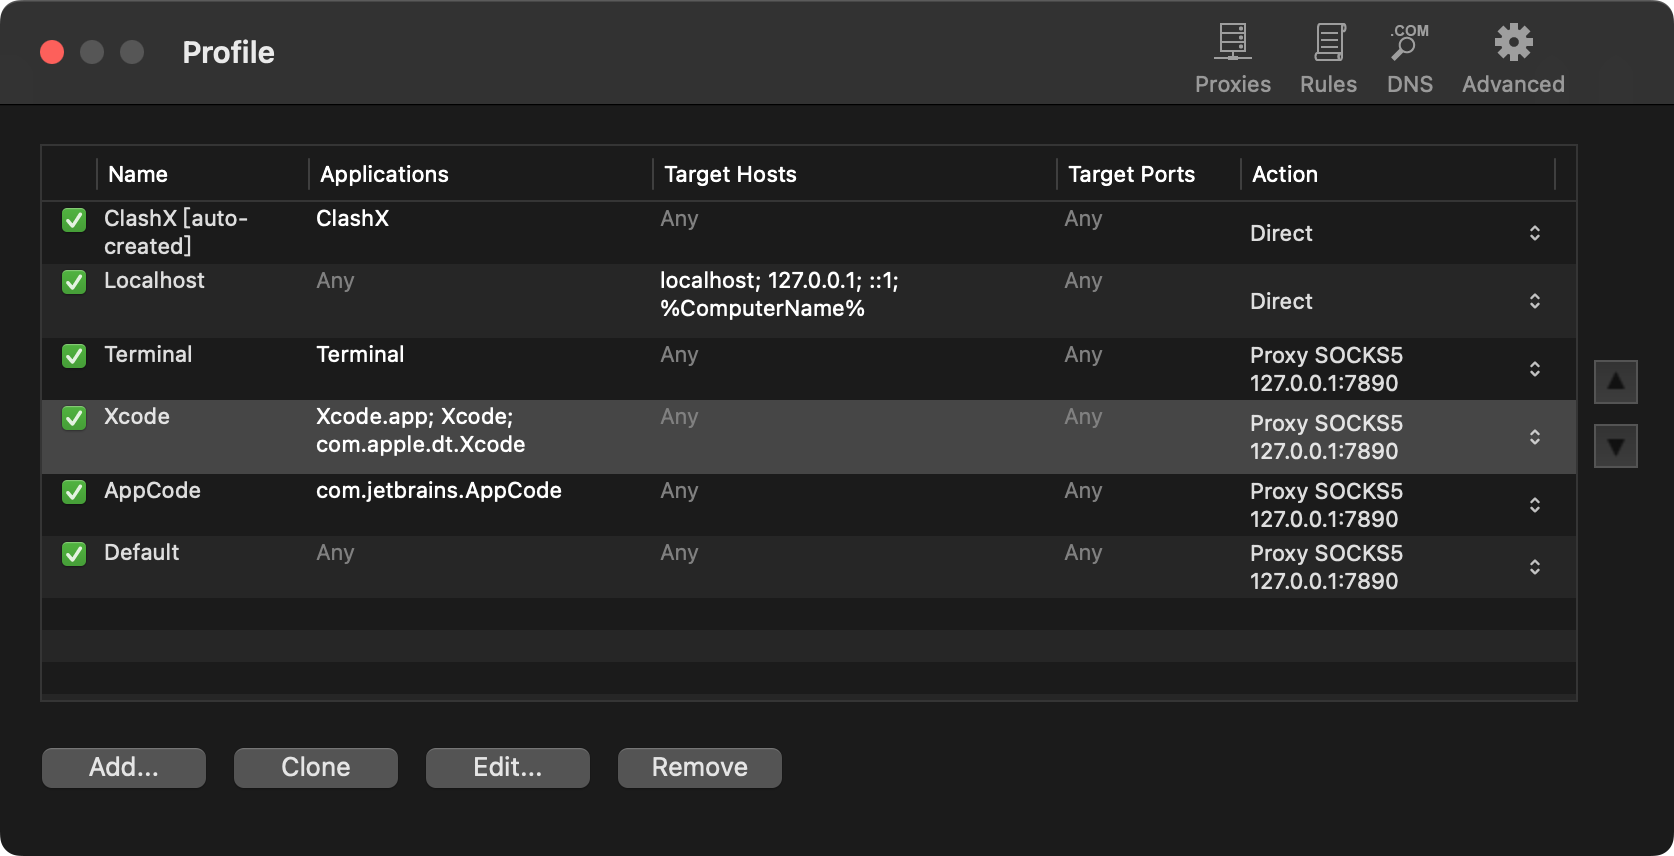 Profile
.COM
Proxies Rules DNS Advanced
Name Applications Target Hosts Target Ports Action
ClashX [auto- ClashX Any Any Direct
created]
Localhost Any localhost; 127.0.0.1; ::1; Any Direct
%ComputerName%
Terminal Terminal Any Any Proxy SOCKS5
127.0.0.1:7890
Xcode Xcode.app; Xcode; Any Any Proxy SOCKS5
com.apple.dt.Xcode 127.0.0.1:7890
AppCode com.jetbrains.AppCode Any Any Proxy SOCKS5
127.0.0.1:7890
Default Any Any Any Proxy SOCKS5
127.0.0.1:7890
Add... Clone Edit... Remove